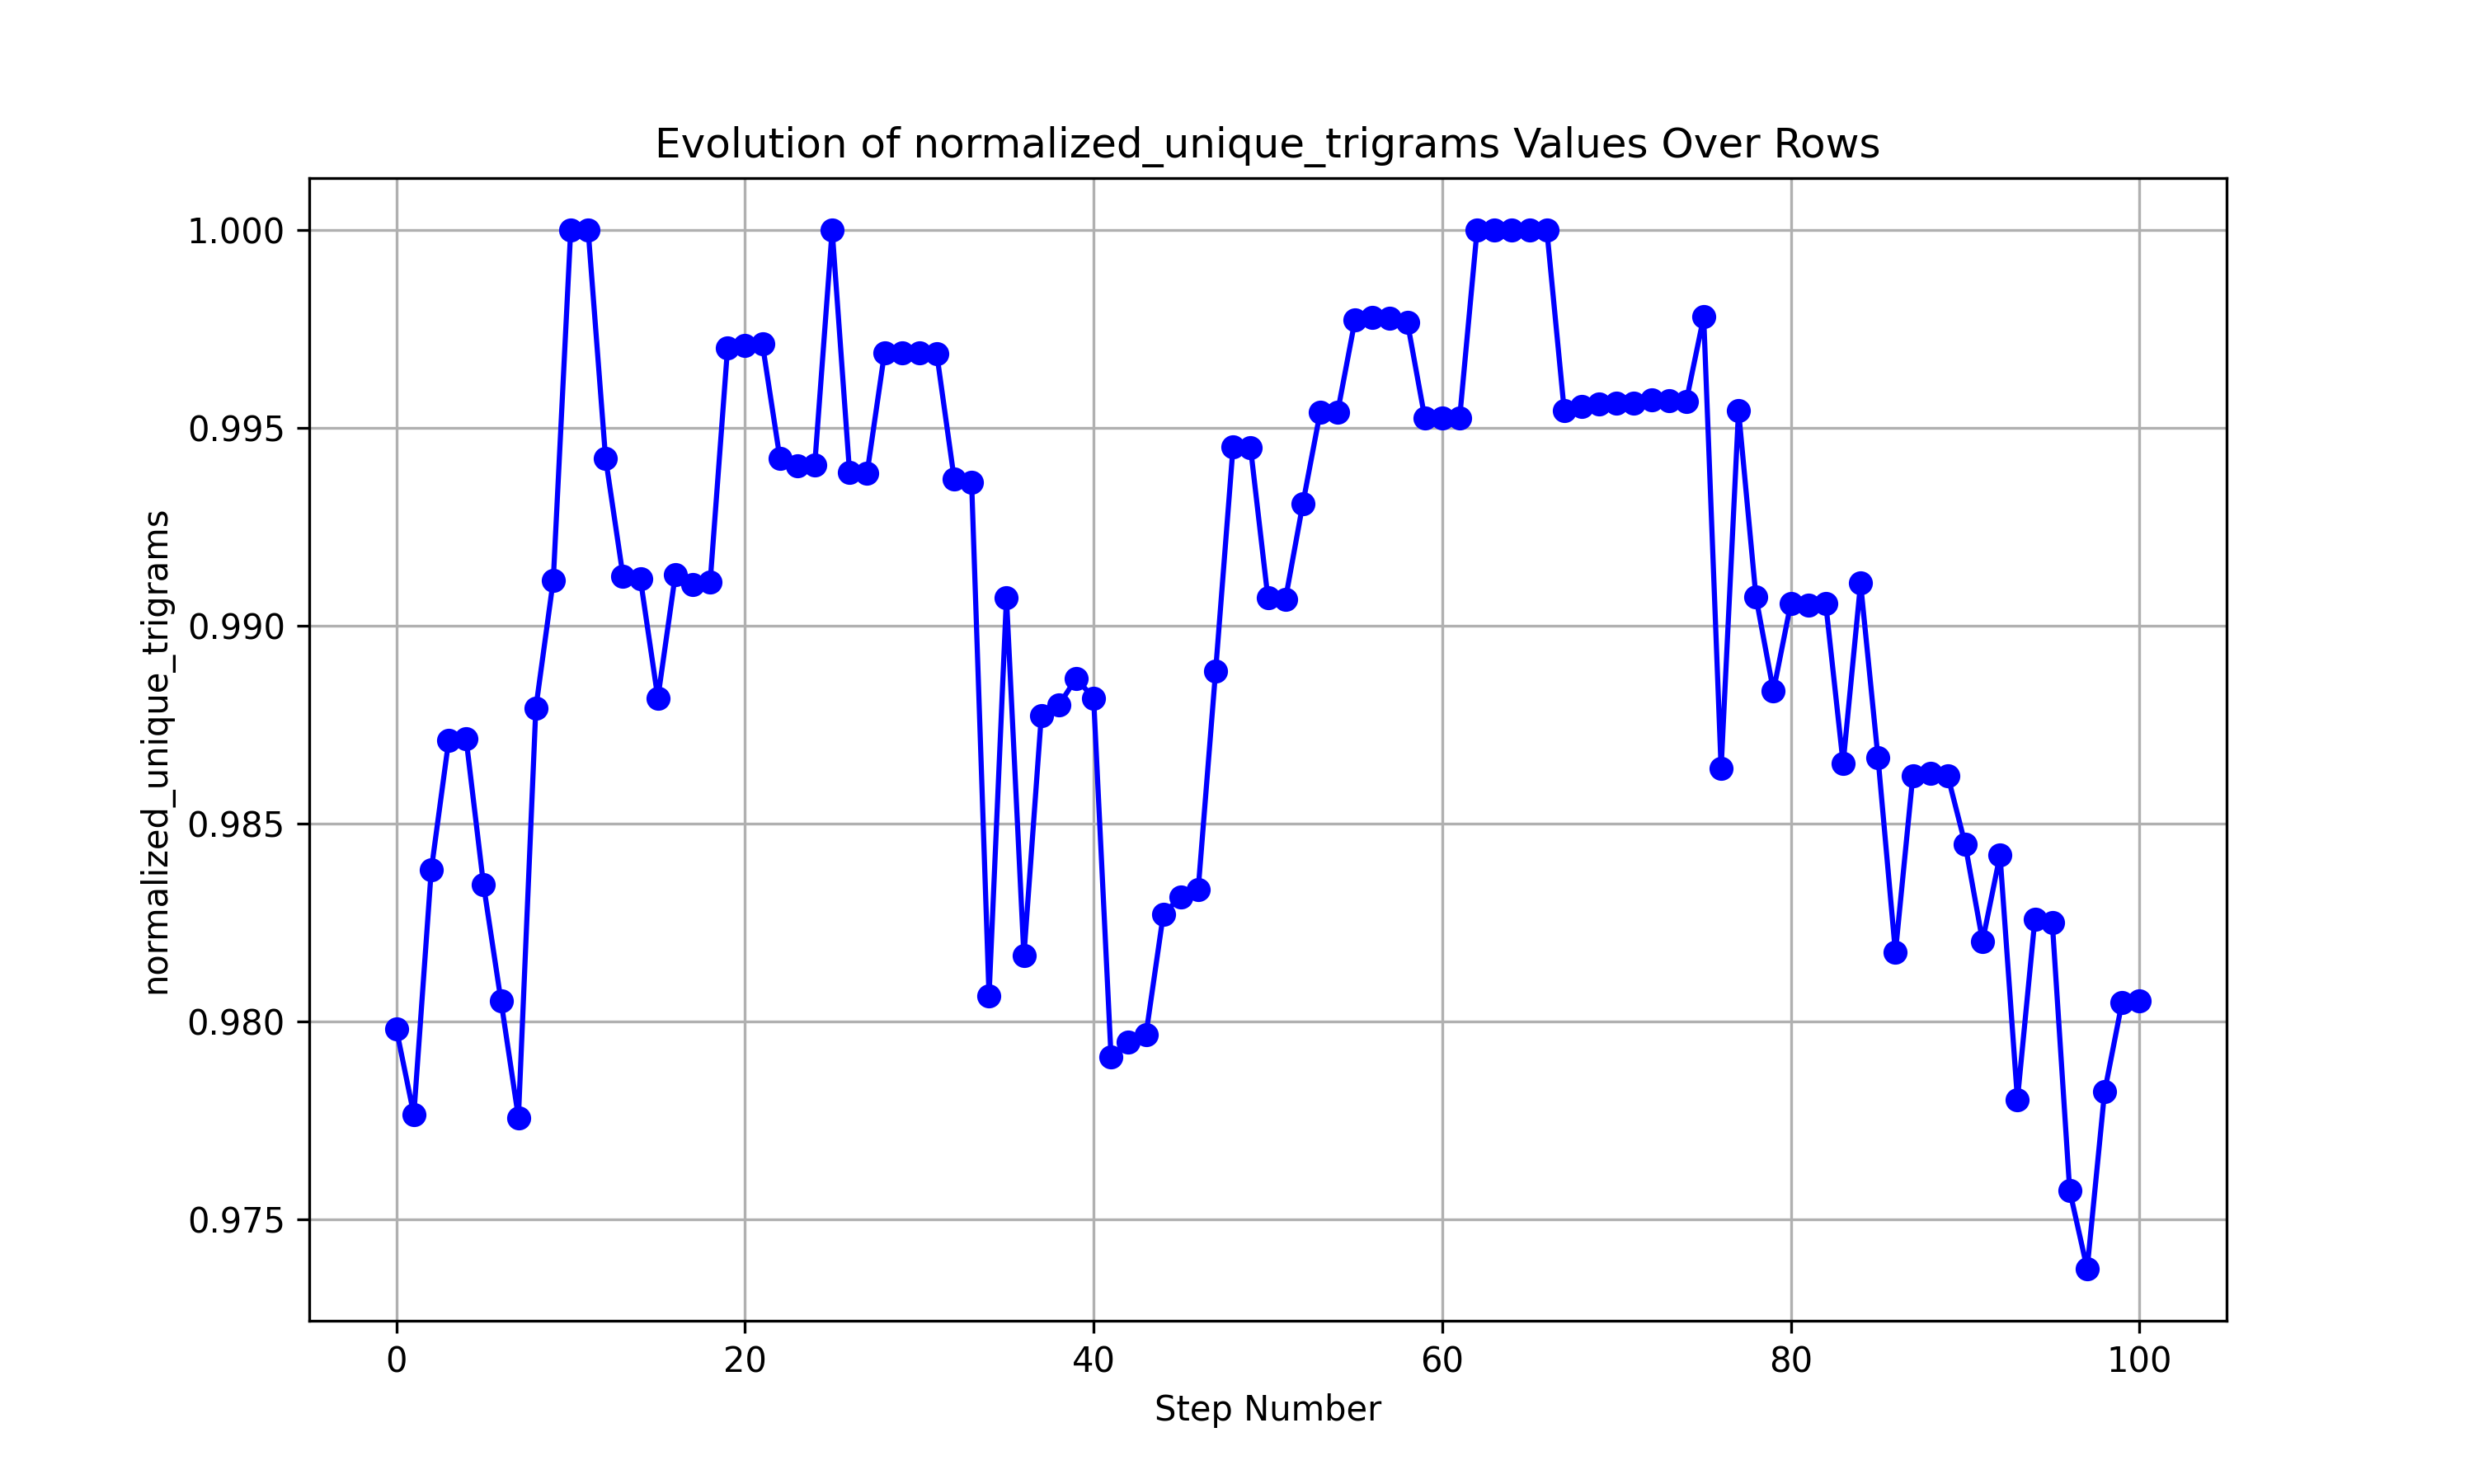 Evolution of normalized_unique_trigrams Values Over Rows
normalized_unique_trigrams
1.000
0.995
0.990
0.985
0.980
0.975
0 20 40 60 80 100
Step Number